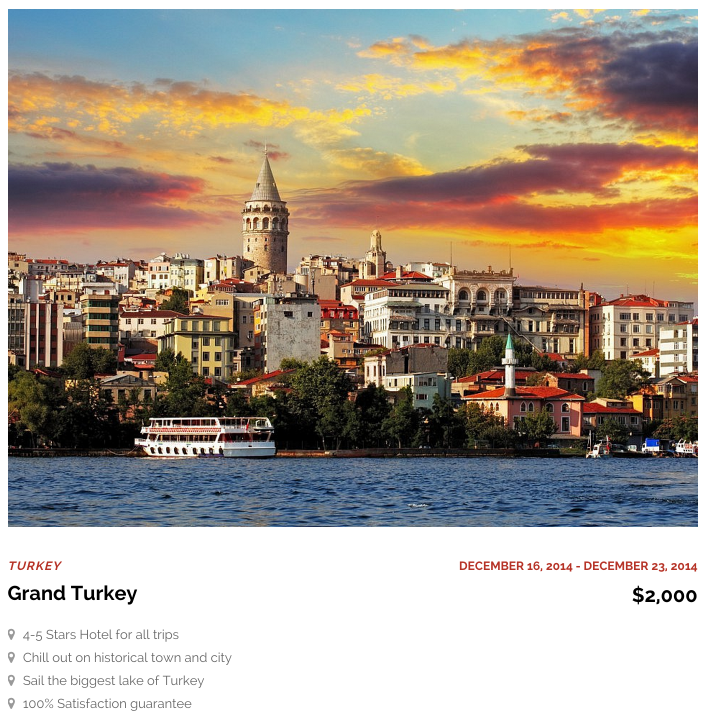 TURKEY
DECEMBER 16, 2014 - DECEMBER 23, 2014
Grand Turkey
$2,000
4-5 Stars Hotel for all trips
Chill out on historical town and city
Sail the biggest lake of Turkey
100% Satisfaction guarantee